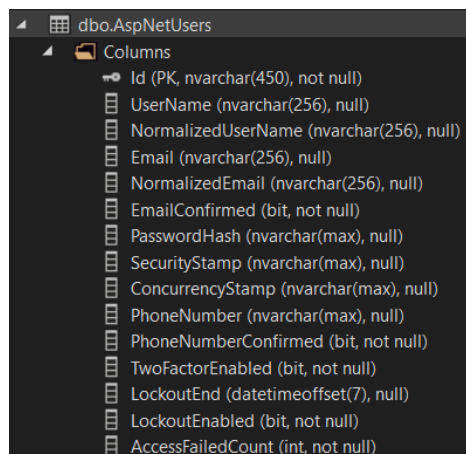 dbo.AspNetUsers
Columns
Id (PK, nvarchar(450), not null)
UserName (nvarchar(256), null)
NormalizedUserName (nvarchar(256), null)
Email (nvarchar(256), null)
NormalizedEmail (nvarchar(256), null)
EmailConfirmed (bit, not null)
PasswordHash (nvarchar(max), null)
SecurityStamp (nvarchar(max), null)
ConcurrencyStamp (nvarchar(max), null)
PhoneNumber (nvarchar(max), null)
PhoneNumberConfirmed (bit, not null)
TwoFactorEnabled (bit, not null)
LockoutEnd (datetimeoffset(7), null)
LockoutEnabled (bit, not null)
AccessFailedCount (int, not null)